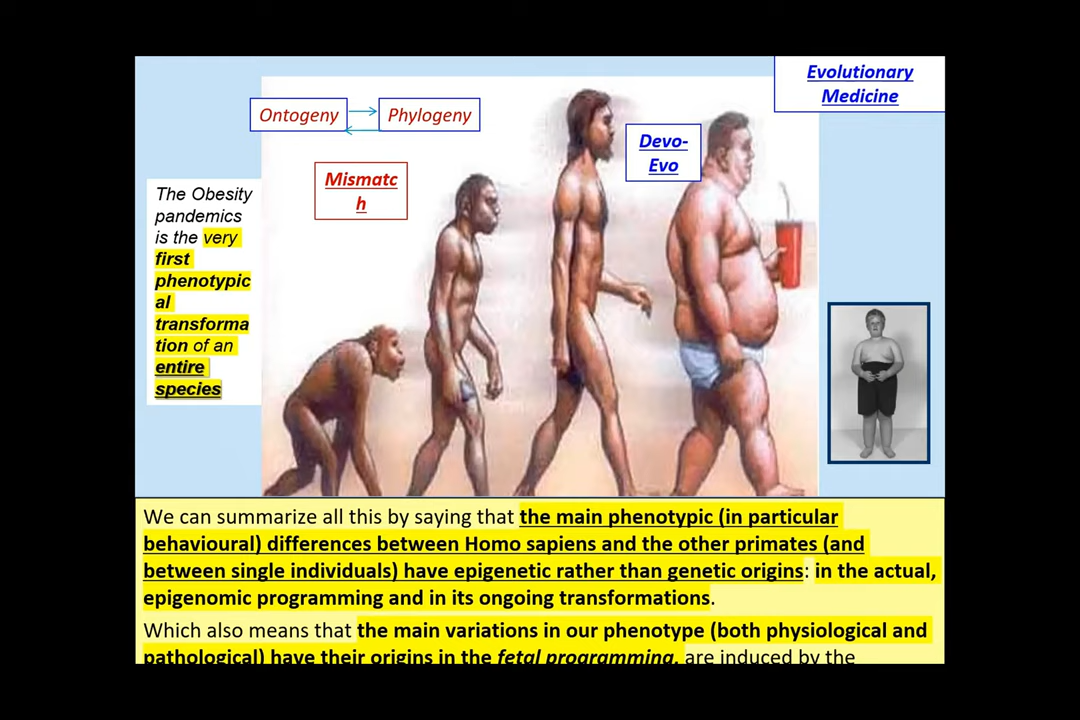 Evolutionary
Medicine
Ontogeny
Phylogeny
Devo-
Evo
Mismatc
h
The Obesity
pandemics
is the very
first
phenotypic
al
transforma
tion of an
entire
species
We can summarize all this by saying that the main phenotypic (in particular
behavioural) differences between Homo sapiens and the other primates (and
between single individuals) have epigenetic rather than genetic origins: in the actual,
epigenomic programming and in its ongoing transformations.
Which also means that the main variations in our phenotype (both physiological and
pathological) have their origins in the fetal programming, are induced by the